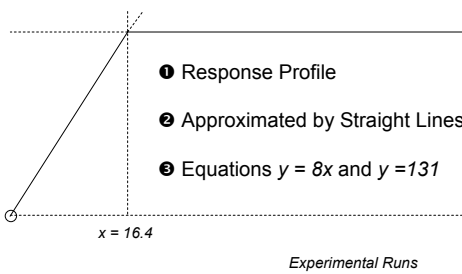 ❶ Response Profile
❷ Approximated by Straight Lines
❸ Equations y = 8x and y =131
x = 16.4
Experimental Runs